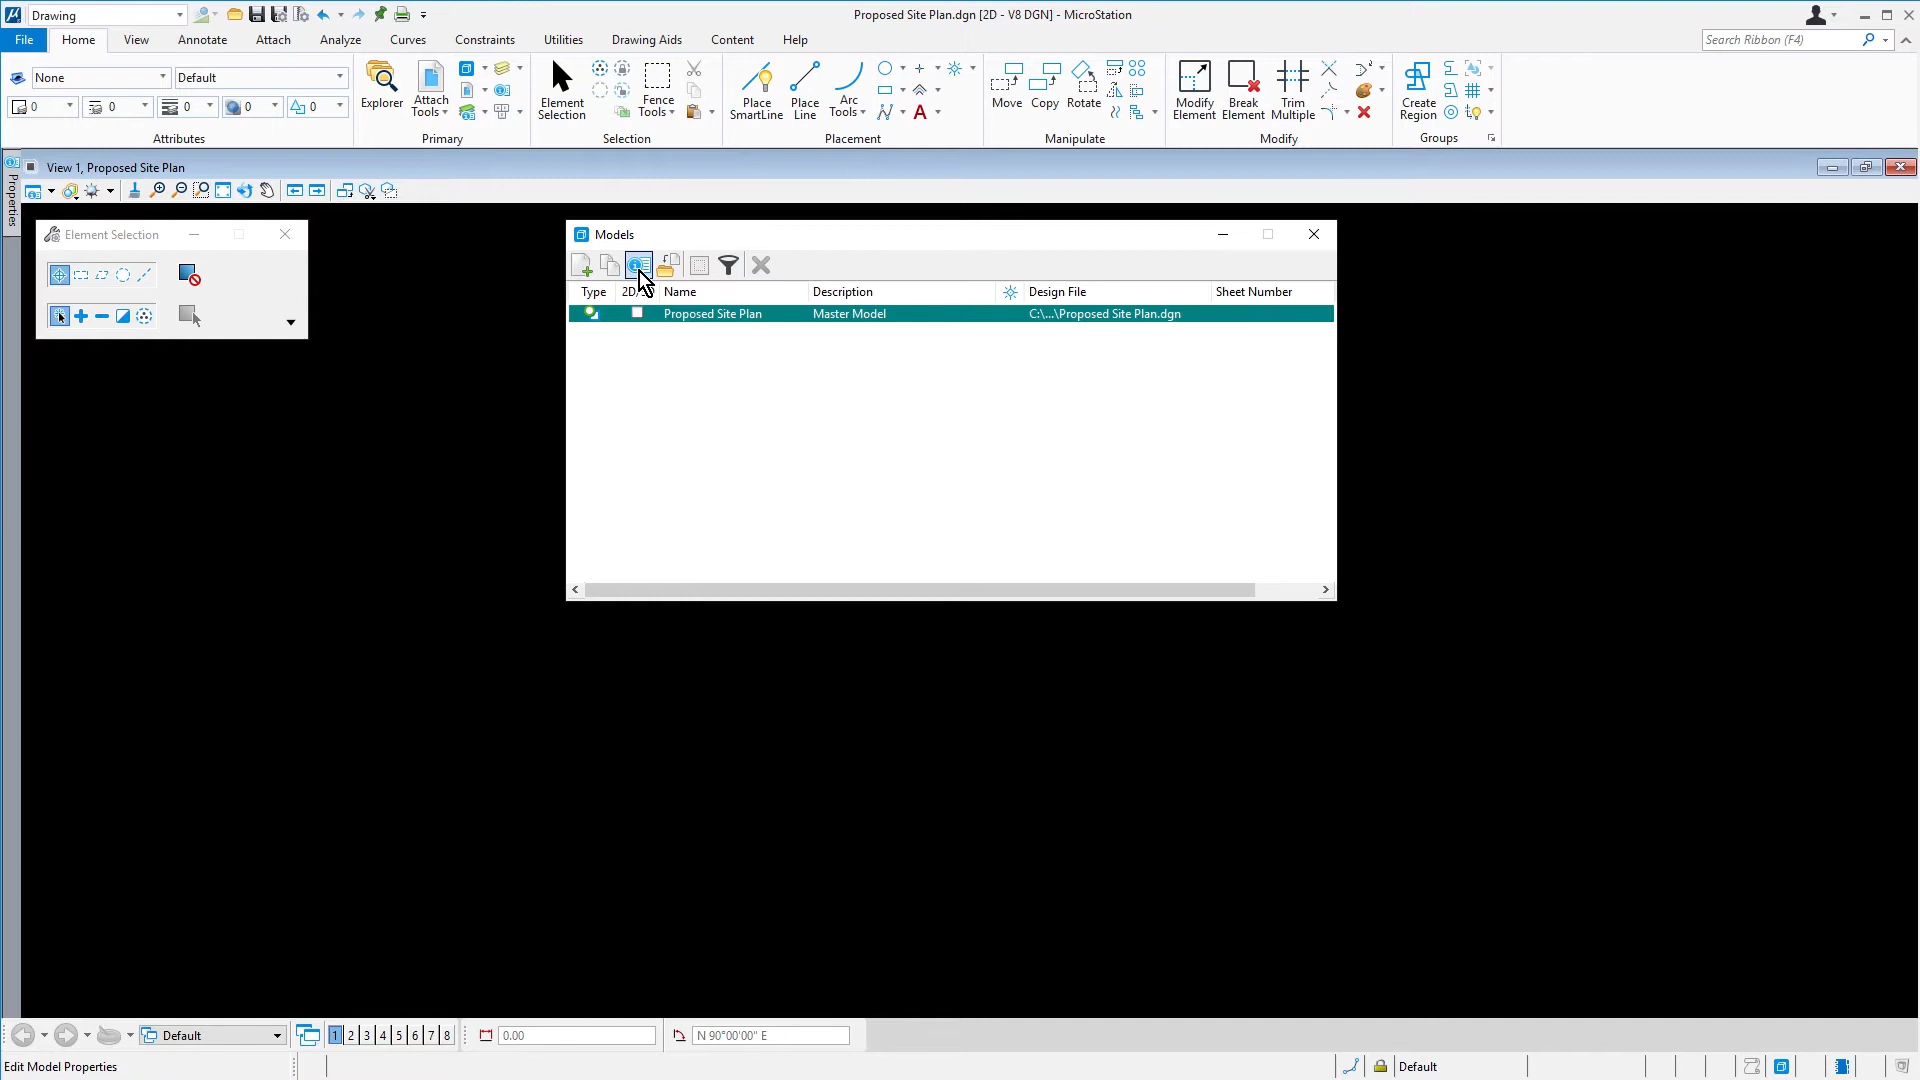 Drawing
Proposed Site Plan.dgn [2D - V8 DGN] - MicroStation
File Home View Annotate Attach Analyze Curves Constraints Utilities Drawing Aids Content Help
Search Ribbon (F4)
None Default
0 0 0 0 0
Attributes
Explorer
Attach Tools
Primary
Element Selection
Fence Tools
Selection
Place SmartLine
Place Line
Arc Tools
Placement
Move Copy Rotate
Manipulate
Modify Element
Break Element
Trim Multiple
Modify
Create Region
Groups
View 1, Proposed Site Plan
Properties
Element Selection
Models
Type 2D/ Name Description Design File Sheet Number
Proposed Site Plan Master Model C:\...\Proposed Site Plan.dgn
Default 1 2 3 4 5 6 7 8 0.00 N 90°00'00" E
Edit Model Properties Default